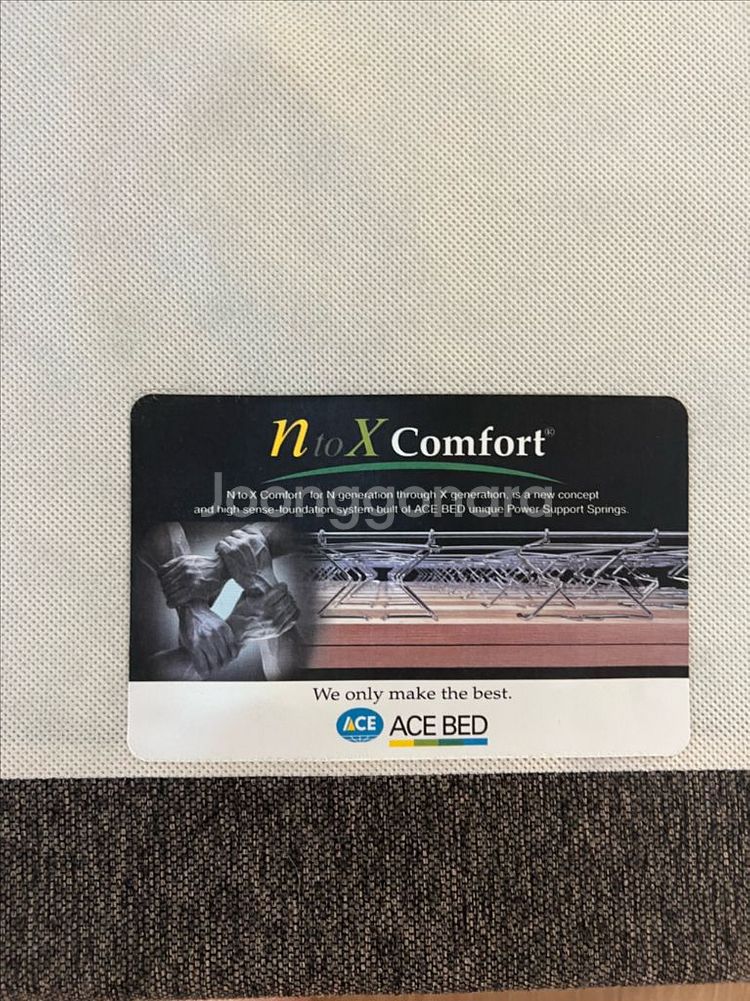 n to X Comfort®
N to X Comfort for N generation through X generation, is a new concept
and high sense-foundation system built of ACE BED unique Power Support Springs.
Joonggonara
We only make the best.
ACE ACE BED